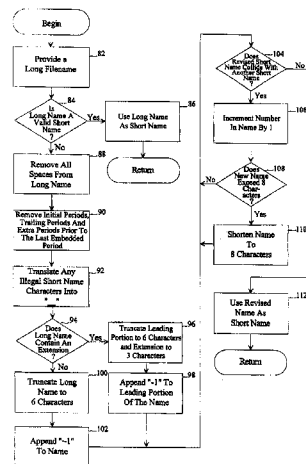 Begin
82
Provide a
Long Filename
84
Is
Long Name A
Valid Short
Name
?
Yes
86
Use Long Name
As Short Name
Return
No
88
Remove All
Spaces From
Long Name
90
Remove Initial Periods,
Trailing Periods And
Extra Periods Prior To
The Last Embedded
Period
92
Translate Any
Illegal Short Name
Characters Into
"_"
94
Does
Long Name
Contain An
Extension
?
Yes
96
Truncate Leading
Portion to 6 Characters
and Extension to
3 Characters
98
Append "~1" To
Leading Portion
Of The Name
No
100
Truncate Long
Name to
6 Characters
102
Append "~1"
To Name
104
Does
Revised Short
Name Collide With
Another Short
Name
?
No
Yes
106
Increment Number
In Name By 1
108
Does
New Name
Exceed 8
Char-
acters
?
No
Yes
110
Shorten Name
To
8 Characters
112
Use Revised
Name As
Short Name
Return